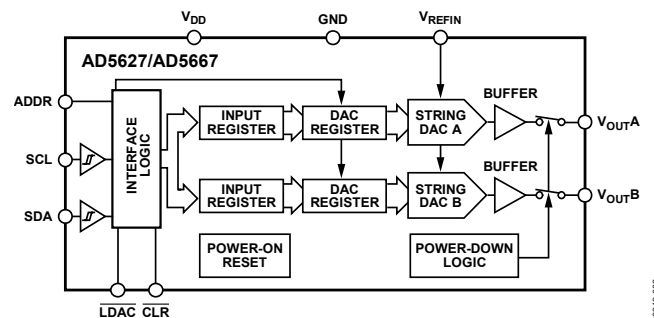 VDD
GND
VREFIN
AD5627/AD5667
ADDR
SCL
SDA
INTERFACE
LOGIC
INPUT
REGISTER
DAC
REGISTER
STRING
DAC A
BUFFER
VOUTA
INPUT
REGISTER
DAC
REGISTER
STRING
DAC B
BUFFER
VOUTB
POWER-ON
RESET
POWER-DOWN
LOGIC
LDAC
CLR